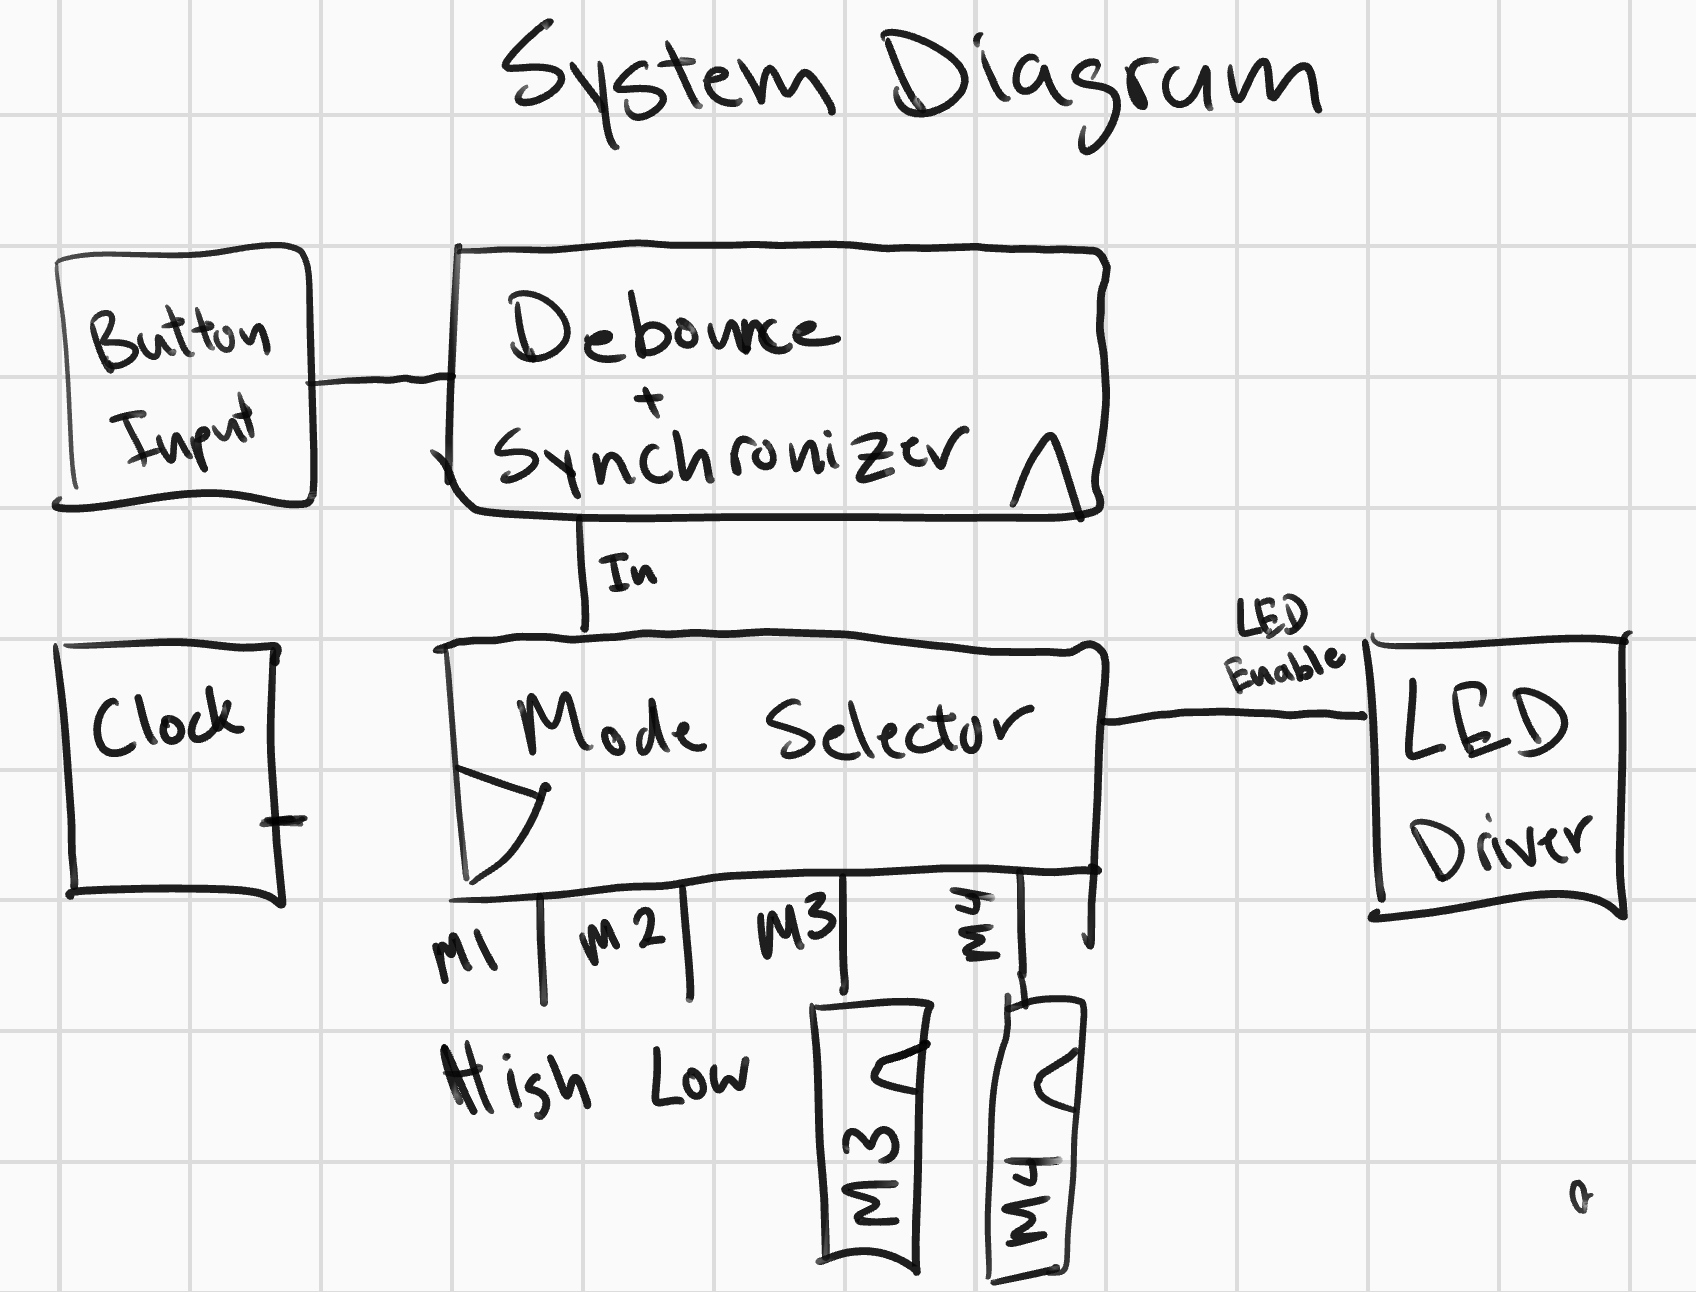 System Diagram
Button
Input
Debounce
+
Synchronizer
In
Clock
Mode Selector
LED
Enable
LED
Driver
M1
M2
M3
M4
High
Low
M3
M4